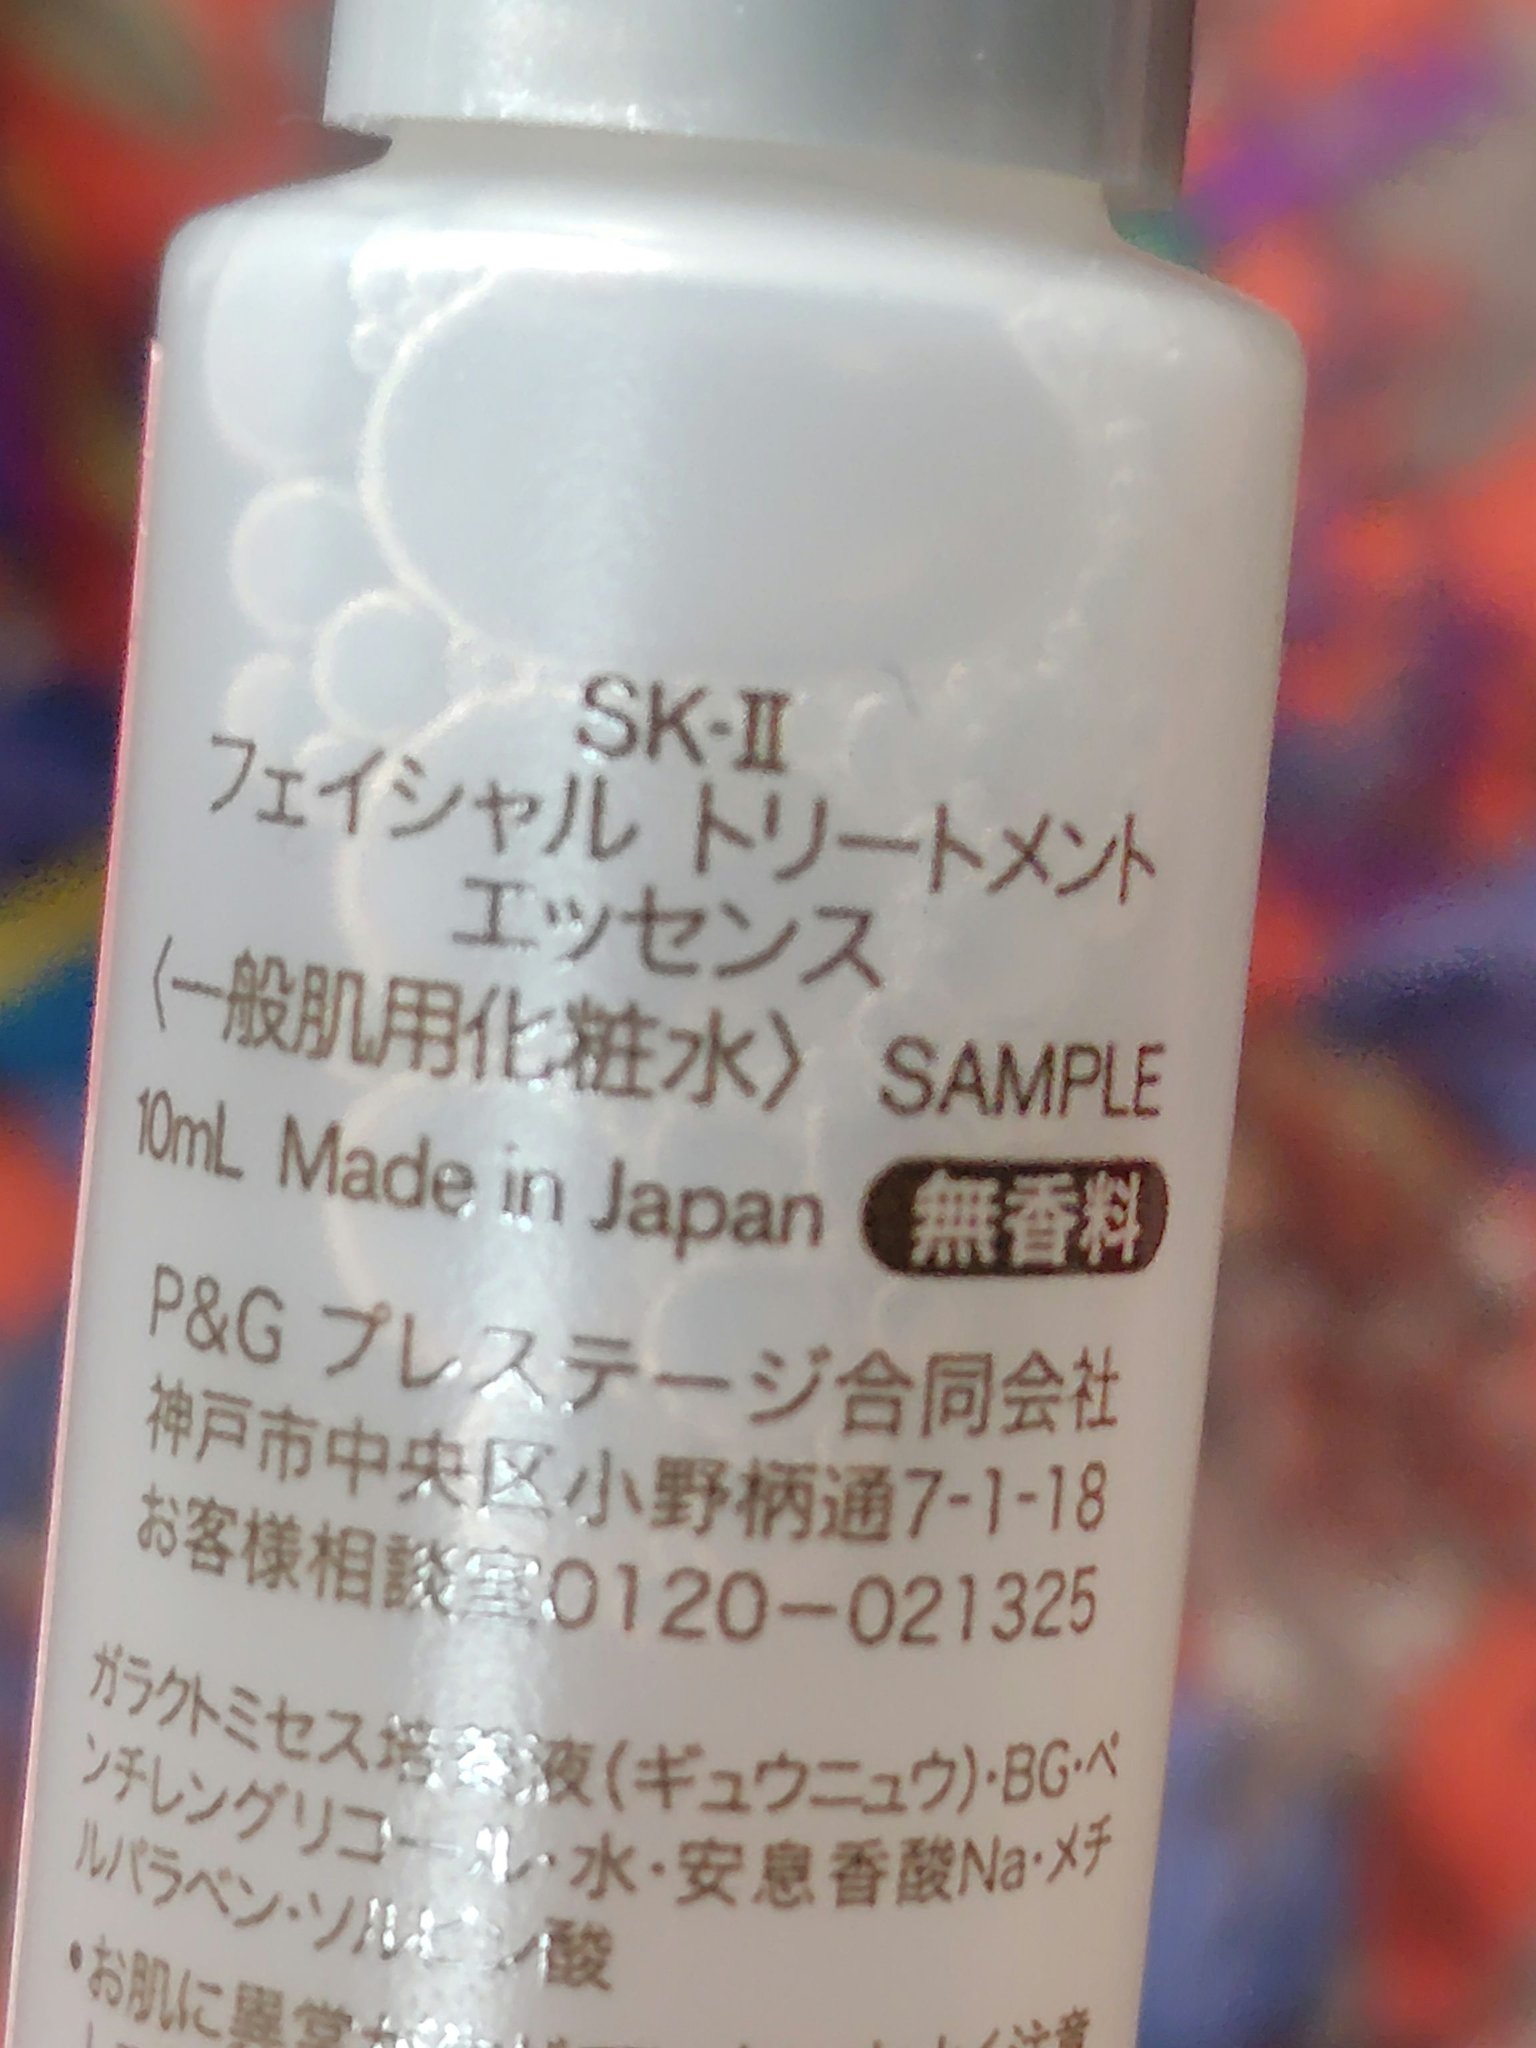 SK-II
フェイシャル トリートメント
エッセンス
〈一般肌用化粧水〉 SAMPLE
10mL Made in Japan 無香料
P&G プレステージ合同会社
神戸市中央区小野柄通7-1-18
お客様相談室0120-021325
ガラクトミセス培養液(ギュウニュウ)・BG・ペ
ンチレングリコール・水・安息香酸Na・メチ
ルパラベン・ソルビン酸
・お肌に異常が